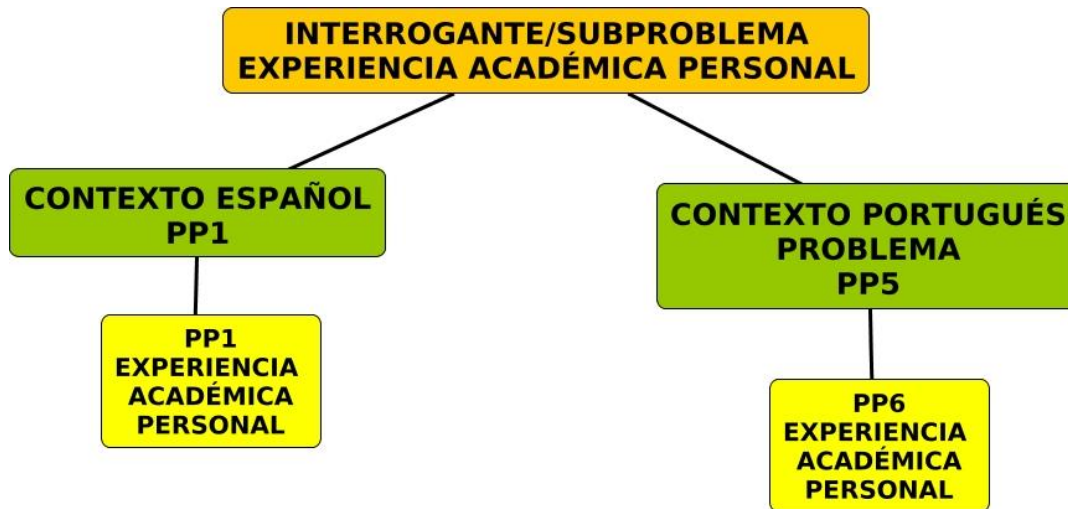 INTERROGANTE/SUBPROBLEMA
EXPERIENCIA ACADÉMICA PERSONAL
CONTEXTO ESPAÑOL
PP1
CONTEXTO PORTUGUÉS
PROBLEMA
PP5
PP1
EXPERIENCIA
ACADÉMICA
PERSONAL
PP6
EXPERIENCIA
ACADÉMICA
PERSONAL